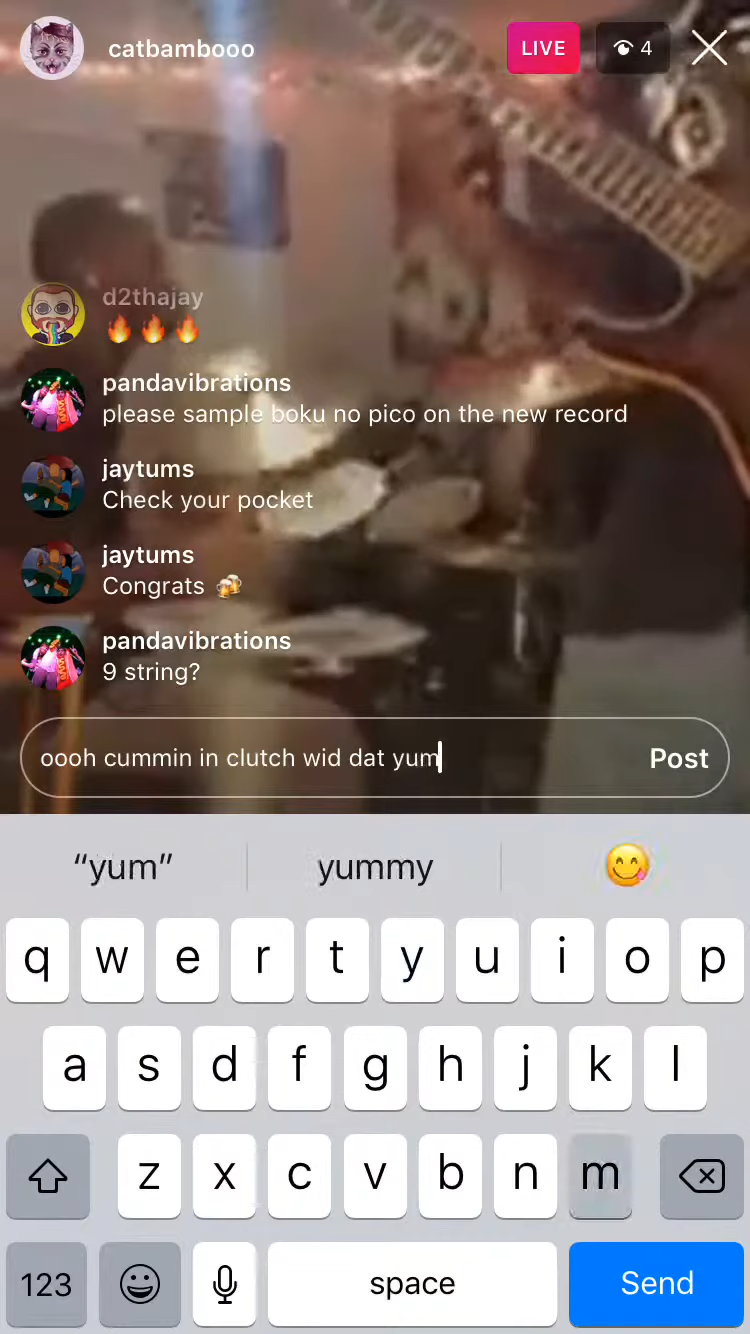 catbambooo
LIVE
4
d2thajay
🔥🔥🔥
pandavibrations
please sample boku no pico on the new record
jaytums
Check your pocket
jaytums
Congrats 🍻
pandavibrations
9 string?
oooh cummin in clutch wid dat yum
Post
“yum”
yummy
😋
q w e r t y u i o p
a s d f g h j k l
z x c v b n m
123
space
Send